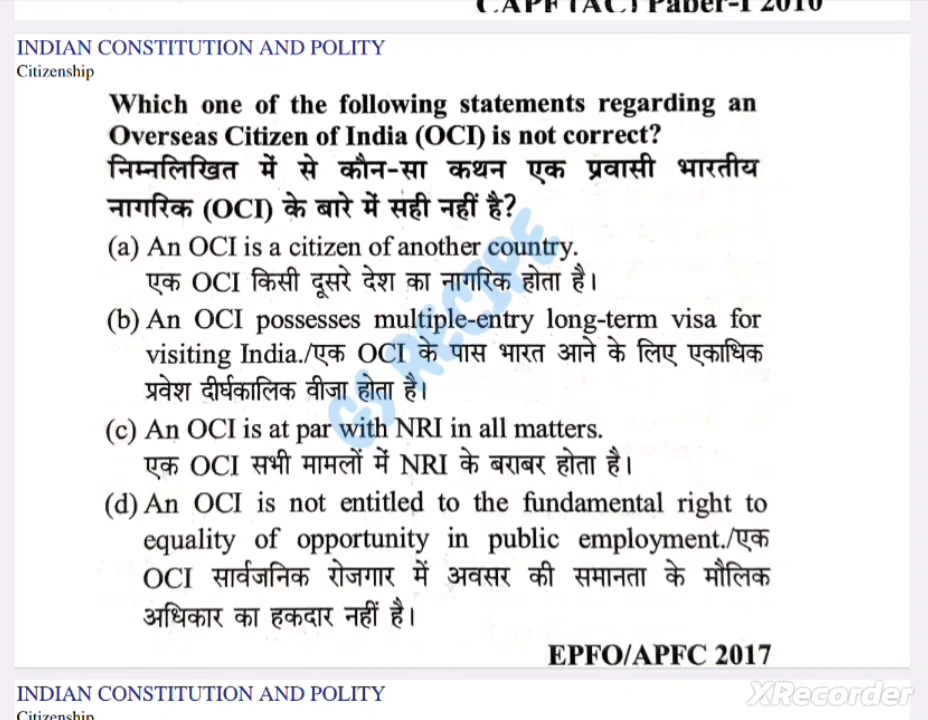 CAPF (AC) Paper-1 2016
INDIAN CONSTITUTION AND POLITY
Citizenship
Which one of the following statements regarding an
Overseas Citizen of India (OCI) is not correct?
निम्नलिखित में से कौन-सा कथन एक प्रवासी भारतीय
नागरिक (OCI) के बारे में सही नहीं है?
(a) An OCI is a citizen of another country.
एक OCI किसी दूसरे देश का नागरिक होता है।
(b) An OCI possesses multiple-entry long-term visa for
visiting India./एक OCI के पास भारत आने के लिए एकाधिक
प्रवेश दीर्घकालिक वीजा होता है।
(c) An OCI is at par with NRI in all matters.
एक OCI सभी मामलों में NRI के बराबर होता है।
(d) An OCI is not entitled to the fundamental right to
equality of opportunity in public employment./एक
OCI सार्वजनिक रोजगार में अवसर की समानता के मौलिक
अधिकार का हकदार नहीं है।
GS RECIPE
EPFO/APFC 2017
INDIAN CONSTITUTION AND POLITY
XRecorder
Citizenship